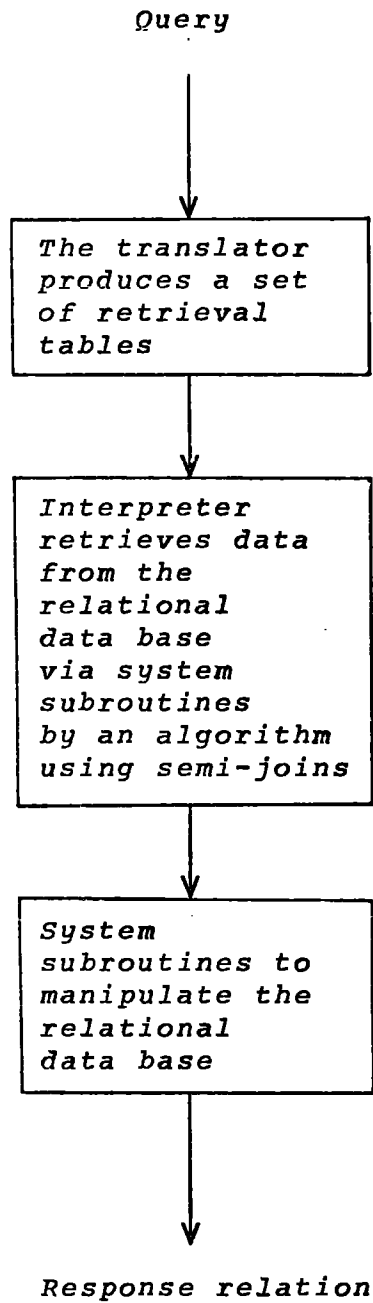 Query
The translator
produces a set
of retrieval
tables
Interpreter
retrieves data
from the
relational
data base
via system
subroutines
by an algorithm
using semi-joins
System
subroutines to
manipulate the
relational
data base
Response relation